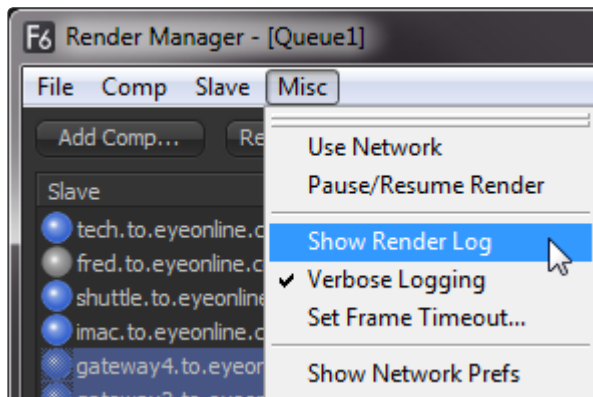 F6 Render Manager - [Queue1]
File Comp Slave Misc
Add Comp... Re
Use Network
Pause/Resume Render
Slave
tech.to.eyeonline.c
Show Render Log
fred.to.eyeonline.c
Verbose Logging
shuttle.to.eyeonline
Set Frame Timeout...
imac.to.eyeonline.c
gateway4.to.eyeon
Show Network Prefs